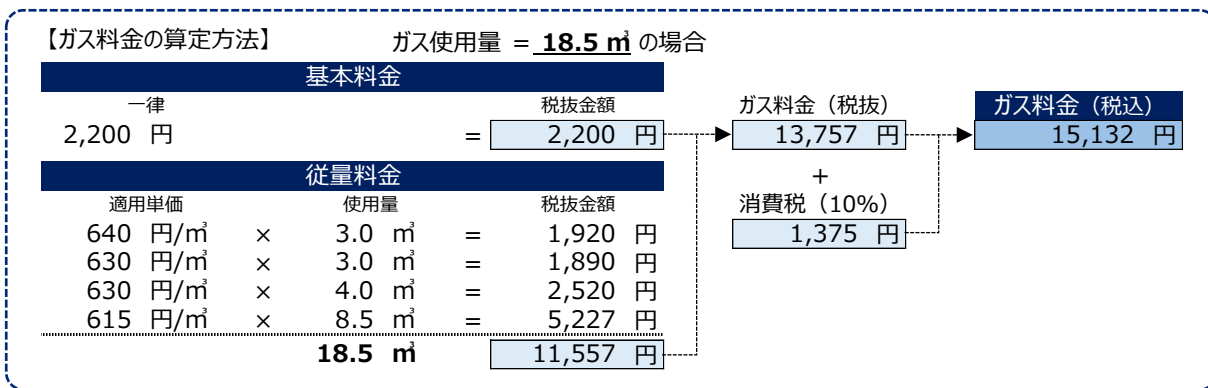 【ガス料金の算定方法】 ガス使用量 = 18.5 ㎥ の場合
基本料金
一律 税抜金額
2,200 円 = 2,200 円
ガス料金（税抜）
13,757 円
ガス料金（税込）
15,132 円
+
消費税（10%）
1,375 円
従量料金
適用単価 使用量 税抜金額
640 円/㎥ × 3.0 ㎥ = 1,920 円
630 円/㎥ × 3.0 ㎥ = 1,890 円
630 円/㎥ × 4.0 ㎥ = 2,520 円
615 円/㎥ × 8.5 ㎥ = 5,227 円
18.5 ㎥ 11,557 円